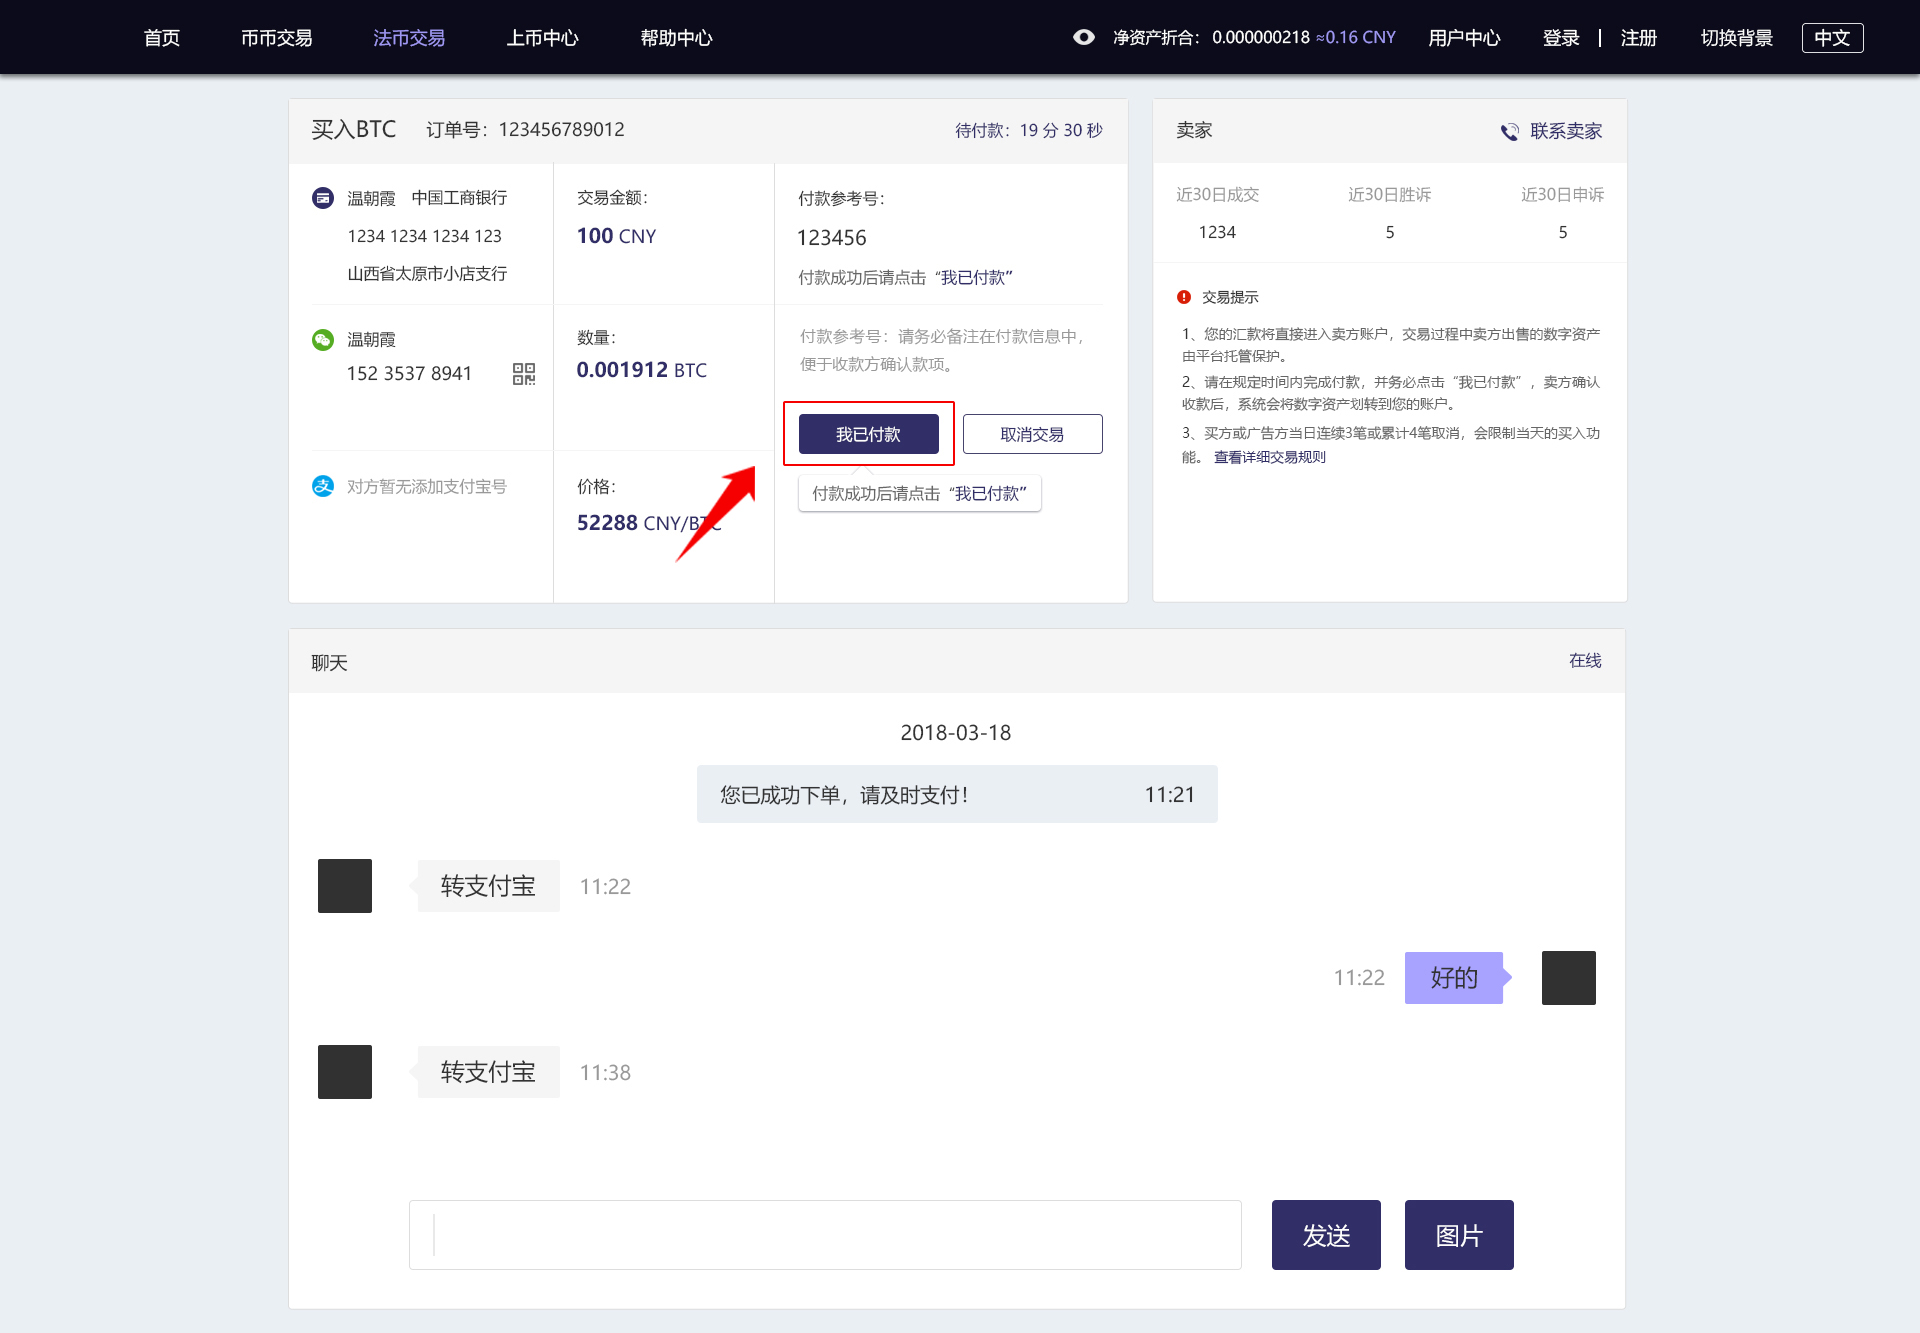 首页 币币交易 法币交易 上币中心 帮助中心 净资产折合：0.000000218 ≈0.16 CNY 用户中心 登录 | 注册 切换背景 中文
买入BTC 订单号：123456789012 待付款：19 分 30 秒
温朝霞 中国工商银行
1234 1234 1234 123
山西省太原市小店支行
交易金额：
100 CNY
付款参考号：
123456
付款成功后请点击“我已付款”
温朝霞
152 3537 8941
数量：
0.001912 BTC
付款参考号：请务必备注在付款信息中，
便于收款方确认款项。
我已付款 取消交易
付款成功后请点击“我已付款”
支 对方暂无添加支付宝号
价格：
52288 CNY/BTC
卖家 联系卖家
近30日成交 近30日胜诉 近30日申诉
1234 5 5
交易提示
1、您的汇款将直接进入卖方账户，交易过程中卖方出售的数字资产
由平台托管保护。
2、请在规定时间内完成付款，并务必点击“我已付款”，卖方确认
收款后，系统会将数字资产划转到您的账户。
3、买方或广告方当日连续3笔或累计4笔取消，会限制当天的买入功
能。 查看详细交易规则
聊天 在线
2018-03-18
您已成功下单，请及时支付！ 11:21
转支付宝 11:22
11:22 好的
转支付宝 11:38
发送 图片